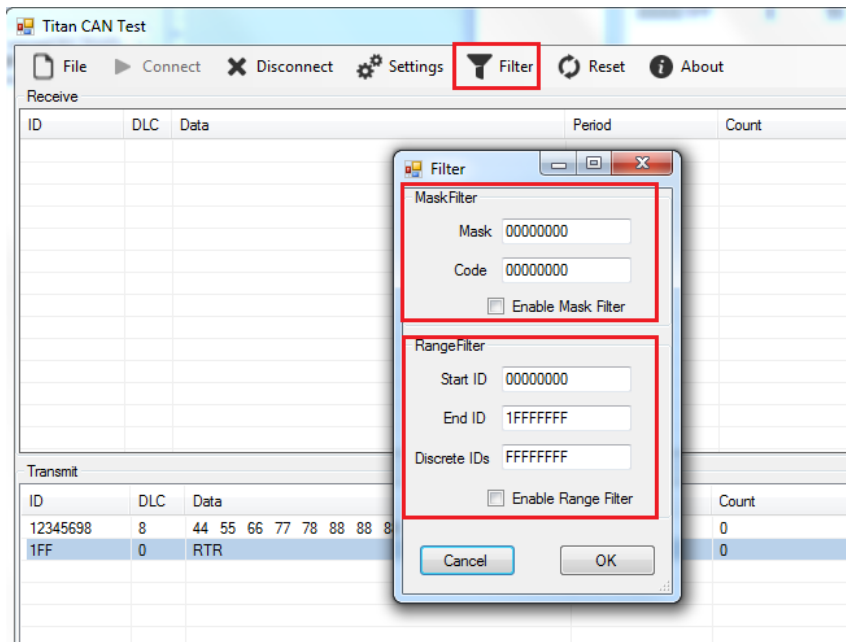 Titan CAN Test
File Connect Disconnect Settings Filter Reset About
Receive
ID DLC Data Period Count
Filter
MaskFilter
Mask 00000000
Code 00000000
Enable Mask Filter
RangeFilter
Start ID 00000000
End ID 1FFFFFFF
Discrete IDs FFFFFFFF
Enable Range Filter
Cancel OK
Transmit
ID DLC Data Count
12345698 8 44 55 66 77 78 88 88 0
1FF 0 RTR 0